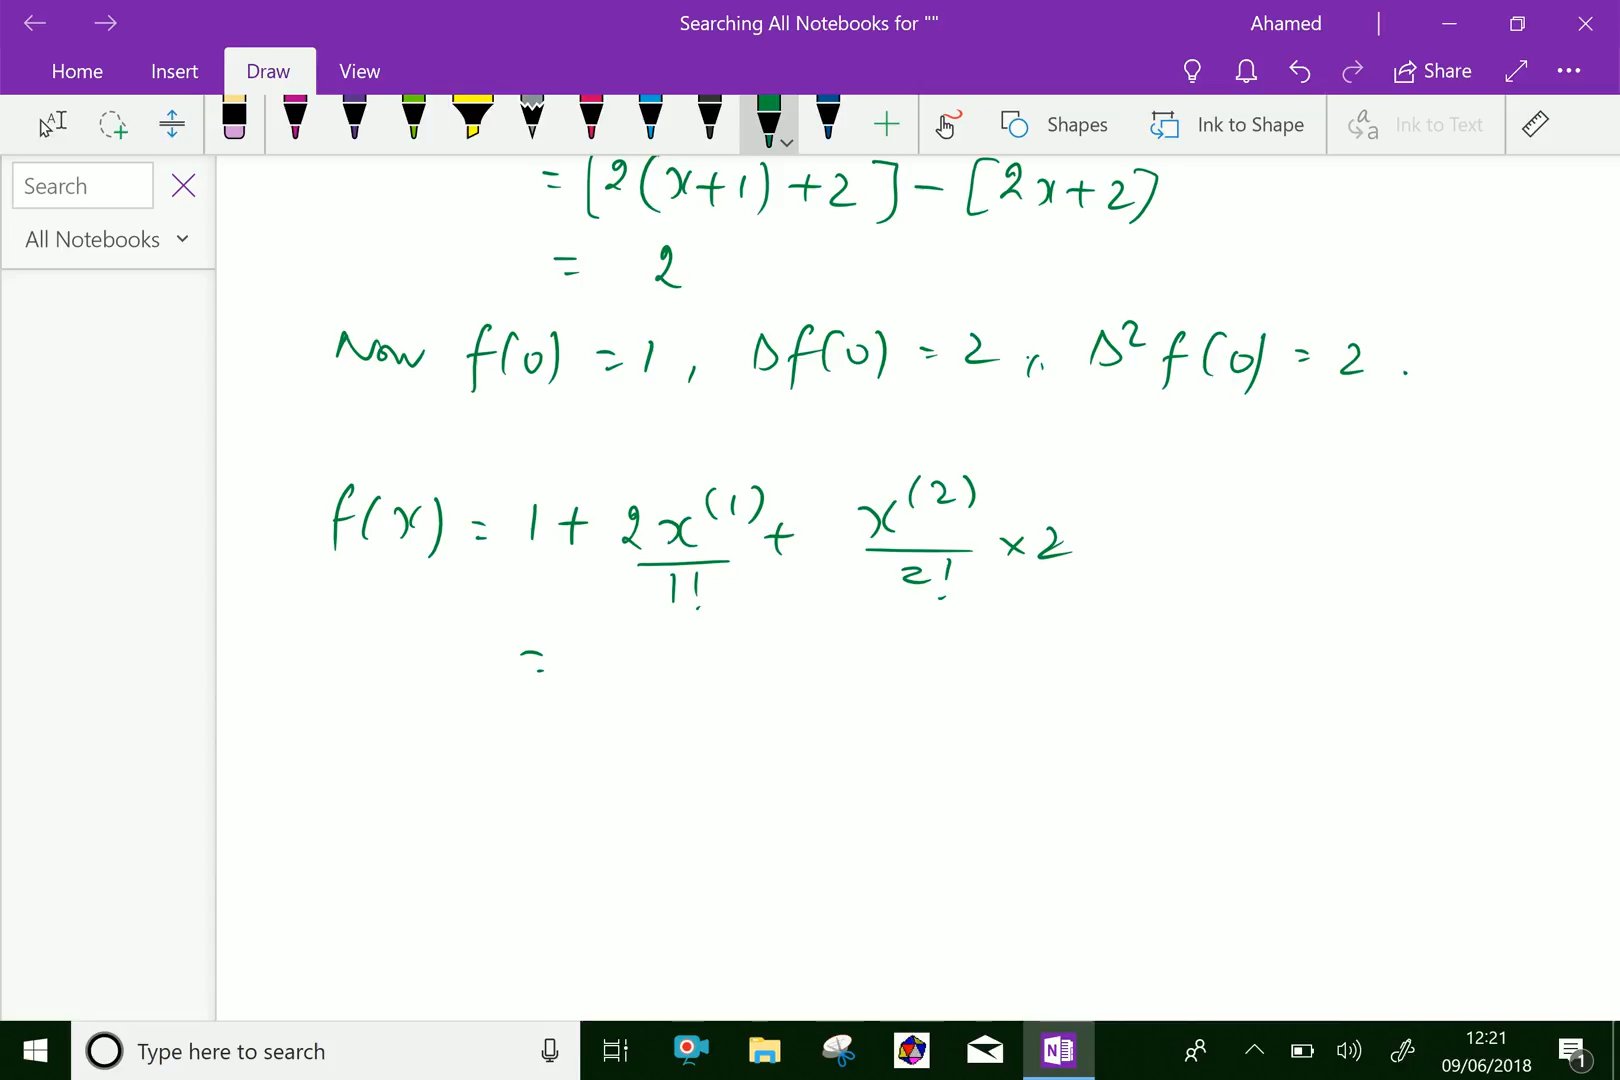 Searching All Notebooks for ""
Ahamed
Home Insert Draw View
Share
Shapes Ink to Shape Ink to Text
Search
All Notebooks
= [2(x+1)+2] - [2x+2)
= 2
Now f(0) = 1, Δf(0) = 2, Δ² f(0) = 2.
f(x) = 1 + 2x^(1)/1! + x^(2)/2! × 2
=
Type here to search
12:21
09/06/2018
1